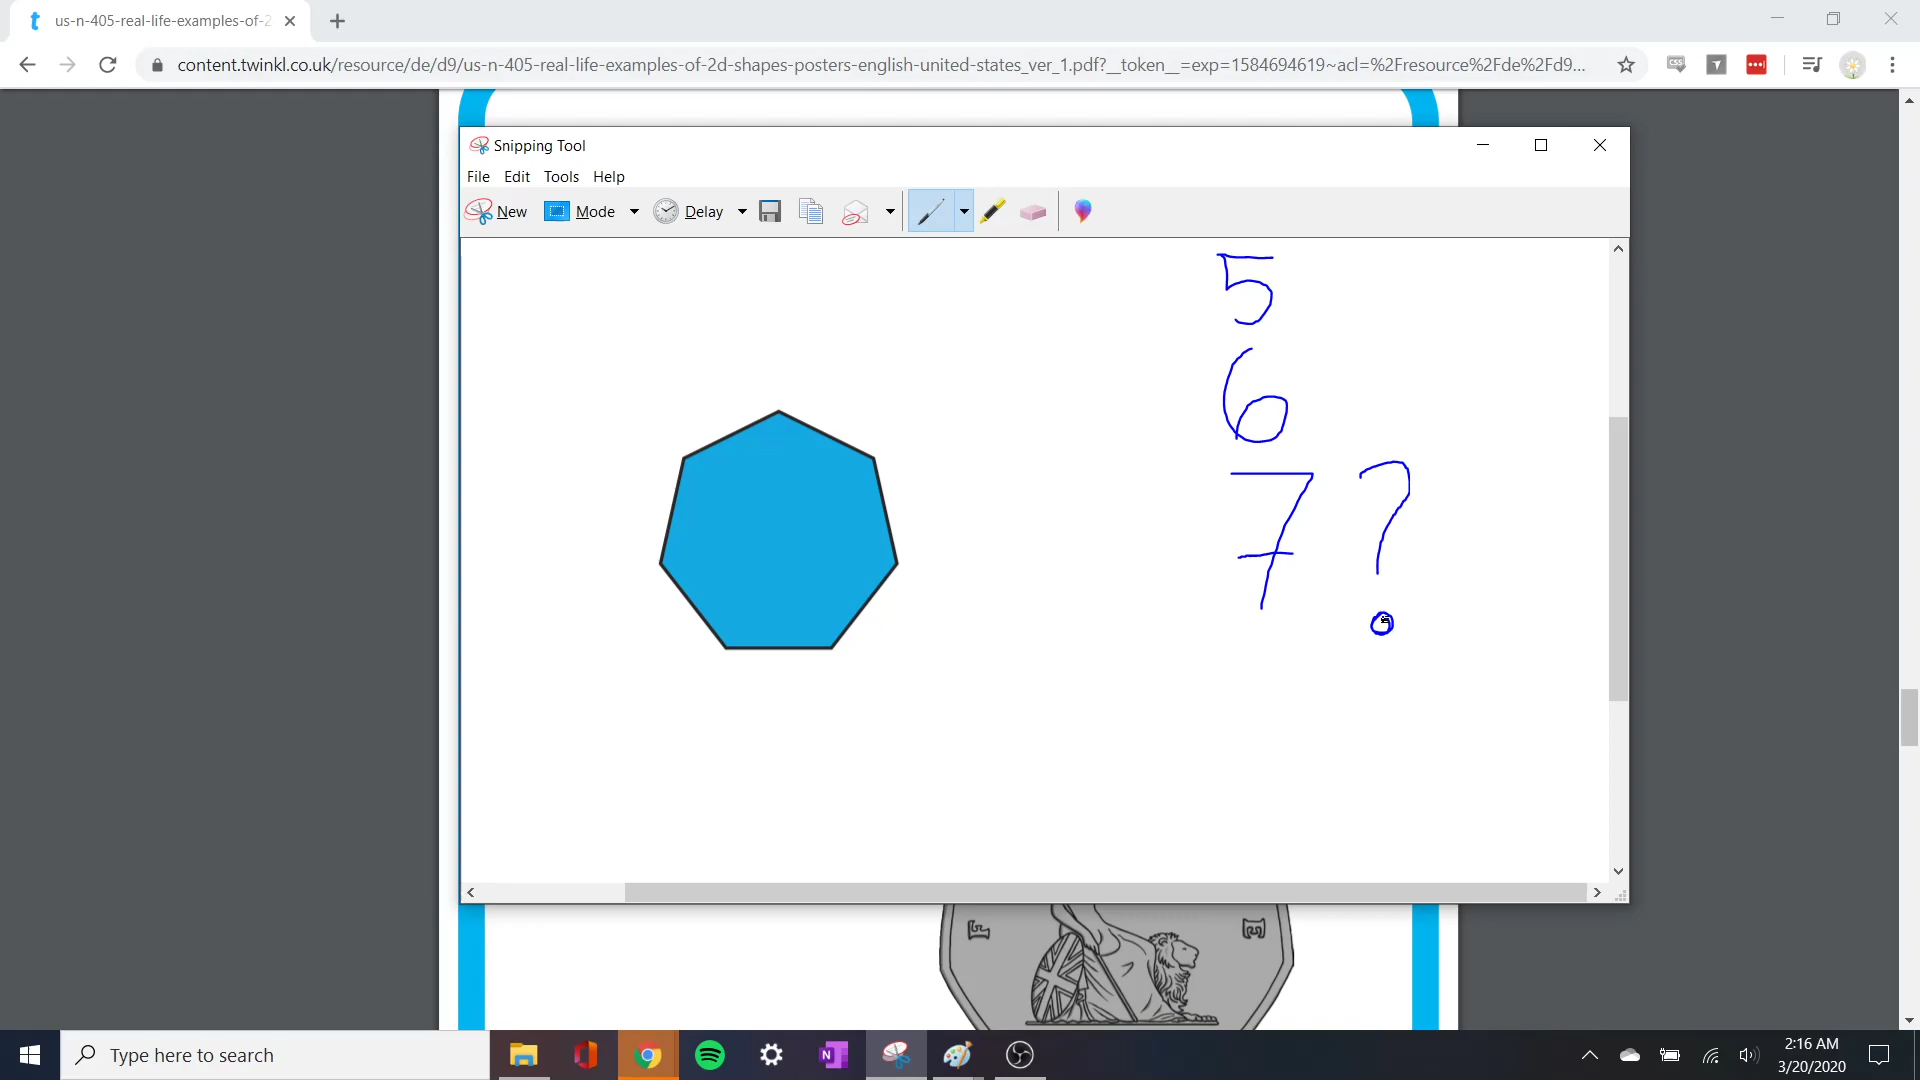 us-n-405-real-life-examples-of-2
content.twinkl.co.uk/resource/de/d9/us-n-405-real-life-examples-of-2d-shapes-posters-english-united-states_ver_1.pdf?__token__=exp=1584694619~acl=%2Fresource%2Fde%2Fd9...
Snipping Tool
File Edit Tools Help
New Mode Delay
5
6
7 ?
Type here to search
2:16 AM
3/20/2020